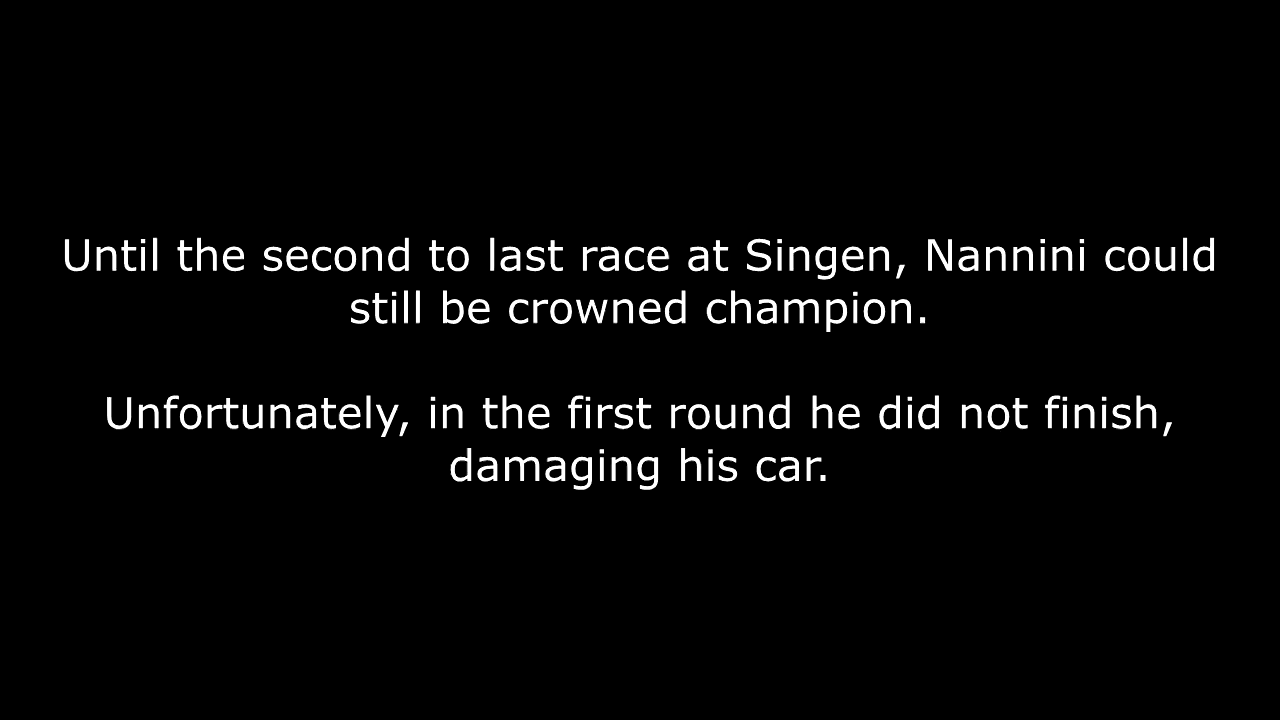 Until the second to last race at Singen, Nannini could
still be crowned champion.
Unfortunately, in the first round he did not finish,
damaging his car.